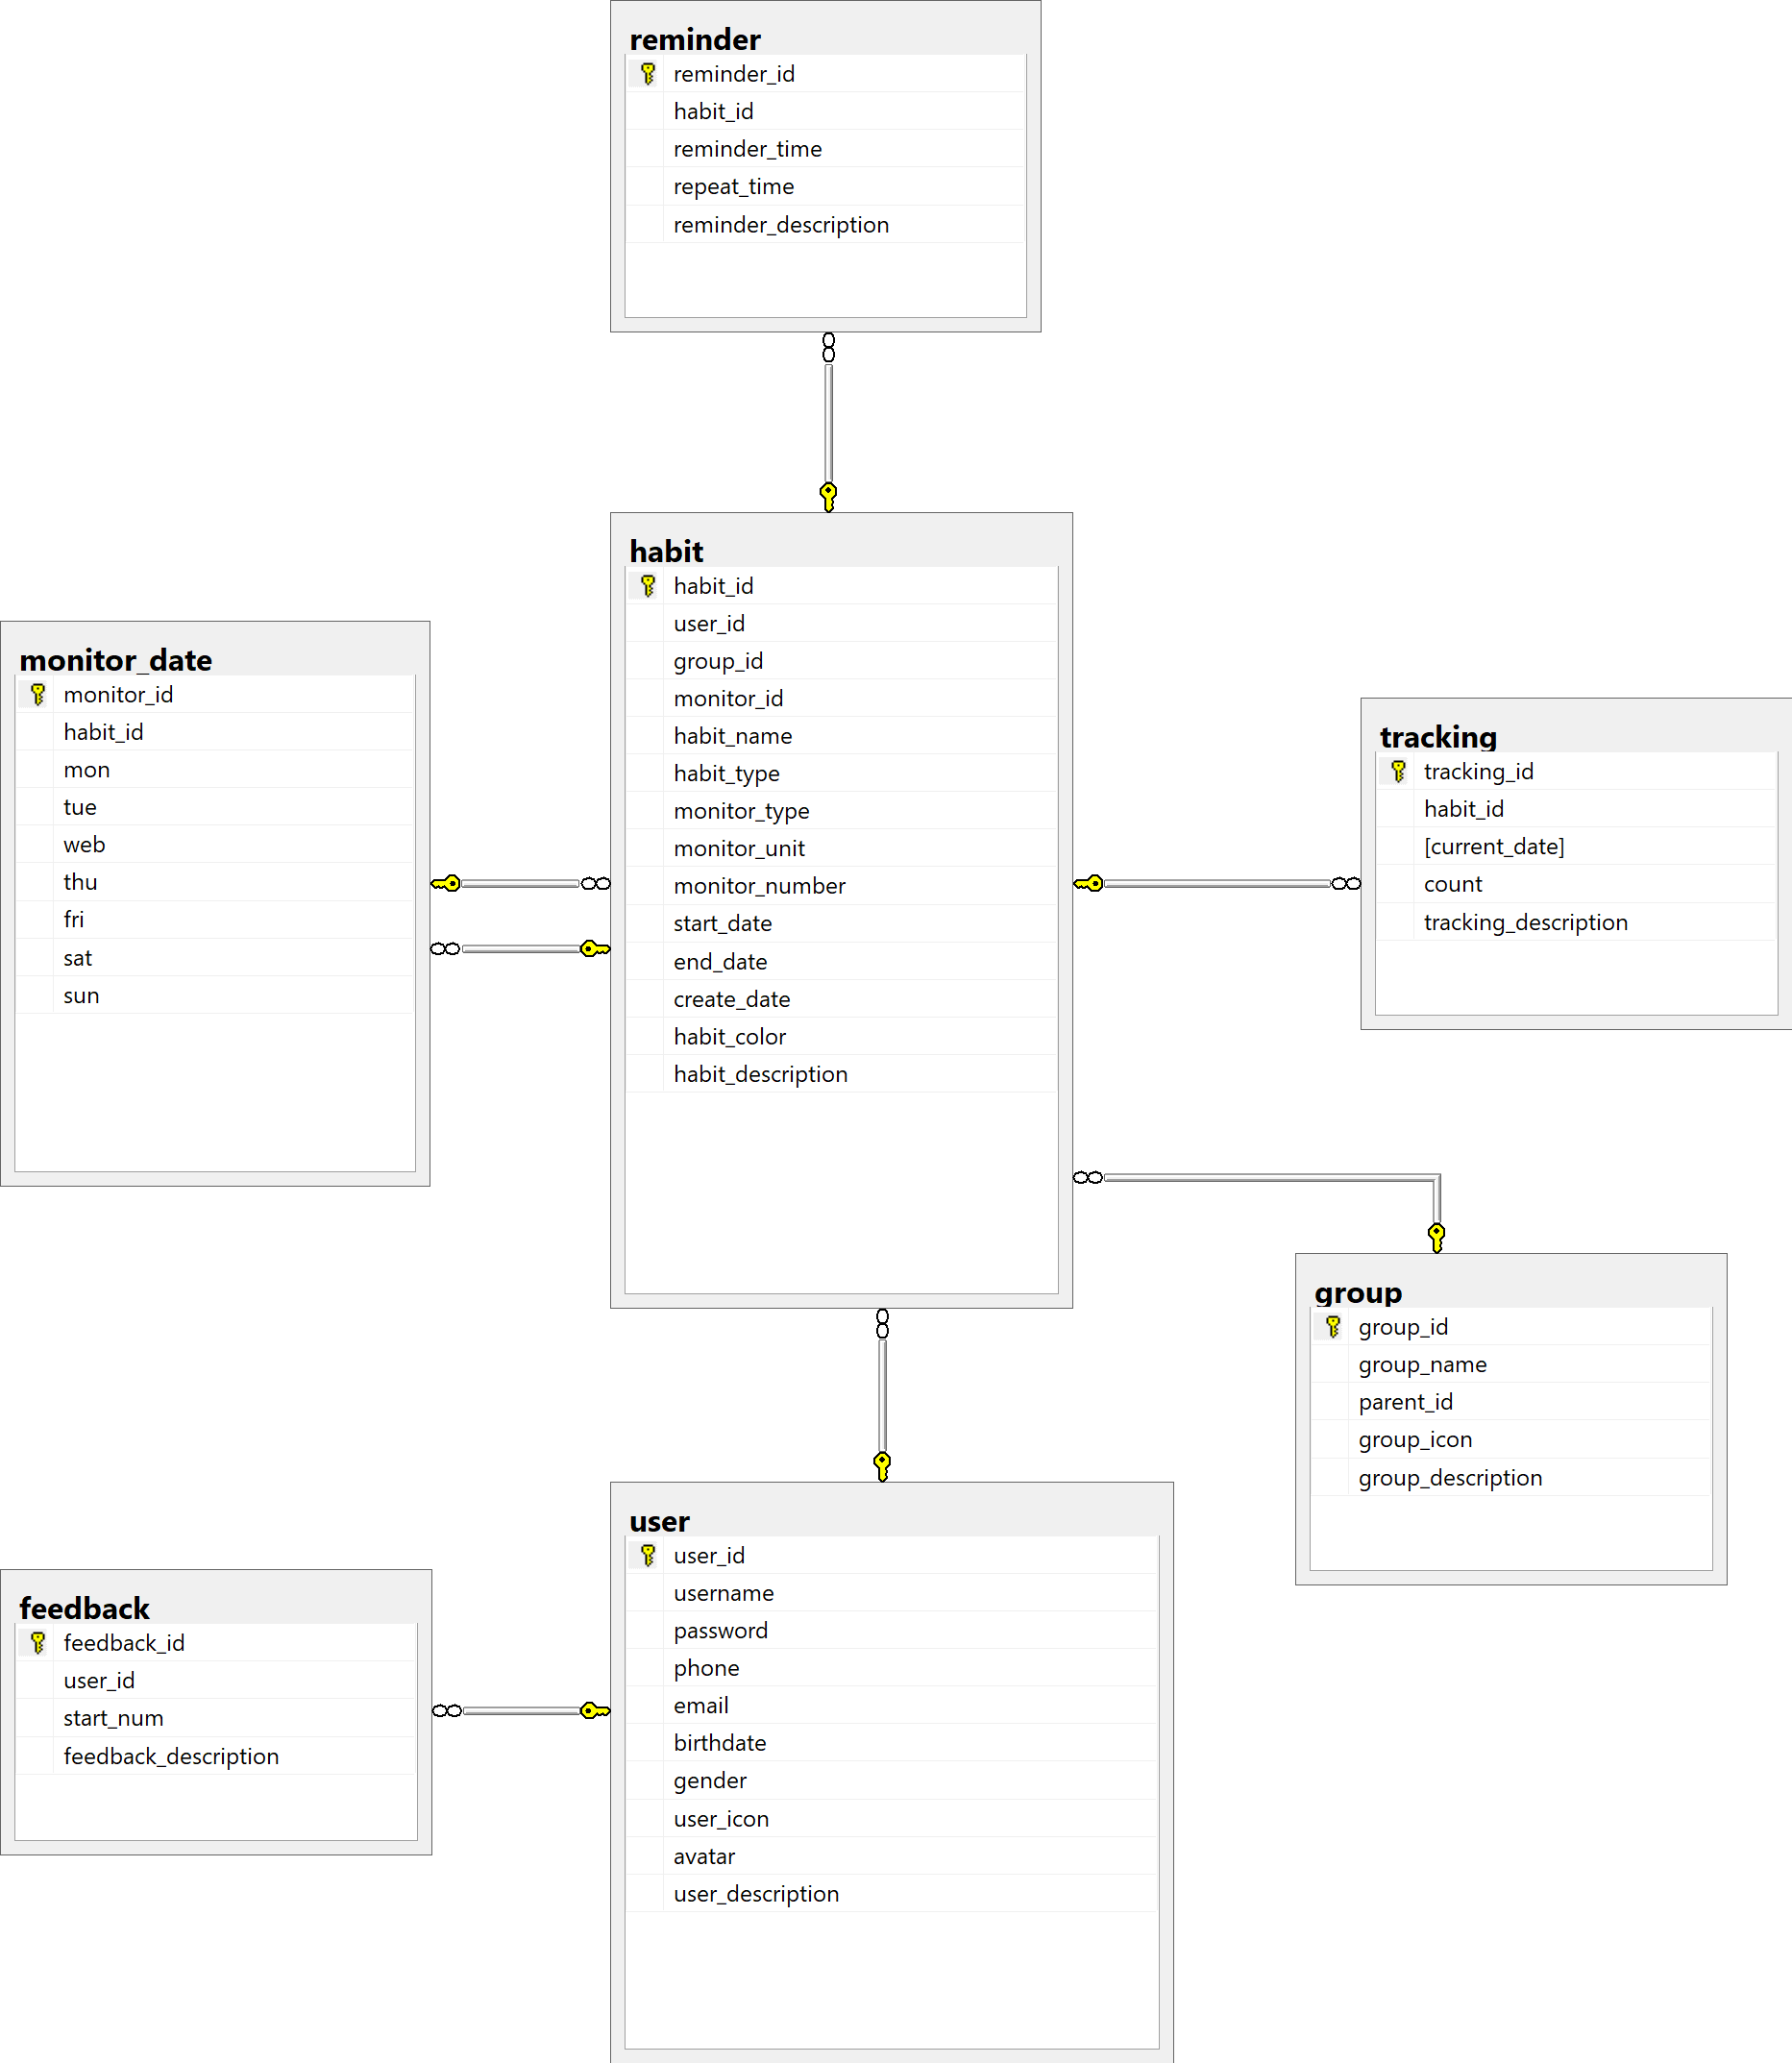 reminder
reminder_id
habit_id
reminder_time
repeat_time
reminder_description
habit
habit_id
user_id
group_id
monitor_id
habit_name
habit_type
monitor_type
monitor_unit
monitor_number
start_date
end_date
create_date
habit_color
habit_description
monitor_date
monitor_id
habit_id
mon
tue
web
thu
fri
sat
sun
tracking
tracking_id
habit_id
[current_date]
count
tracking_description
group
group_id
group_name
parent_id
group_icon
group_description
user
user_id
username
password
phone
email
birthdate
gender
user_icon
avatar
user_description
feedback
feedback_id
user_id
start_num
feedback_description